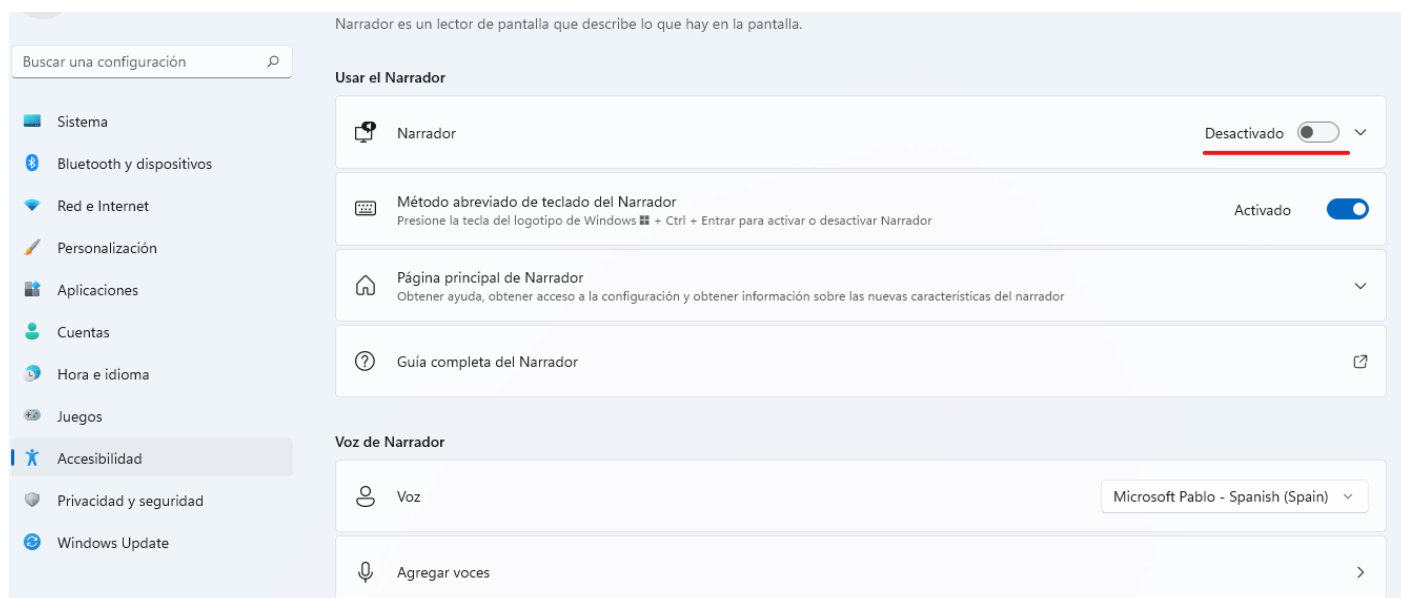 Narrador es un lector de pantalla que describe lo que hay en la pantalla.
Buscar una configuración
Sistema
Bluetooth y dispositivos
Red e Internet
Personalización
Aplicaciones
Cuentas
Hora e idioma
Juegos
Accesibilidad
Privacidad y seguridad
Windows Update
Usar el Narrador
Narrador
Desactivado
Método abreviado de teclado del Narrador
Presione la tecla del logotipo de Windows + Ctrl + Entrar para activar o desactivar Narrador
Activado
Página principal de Narrador
Obtener ayuda, obtener acceso a la configuración y obtener información sobre las nuevas características del narrador
Guía completa del Narrador
Voz de Narrador
Voz
Microsoft Pablo - Spanish (Spain)
Agregar voces